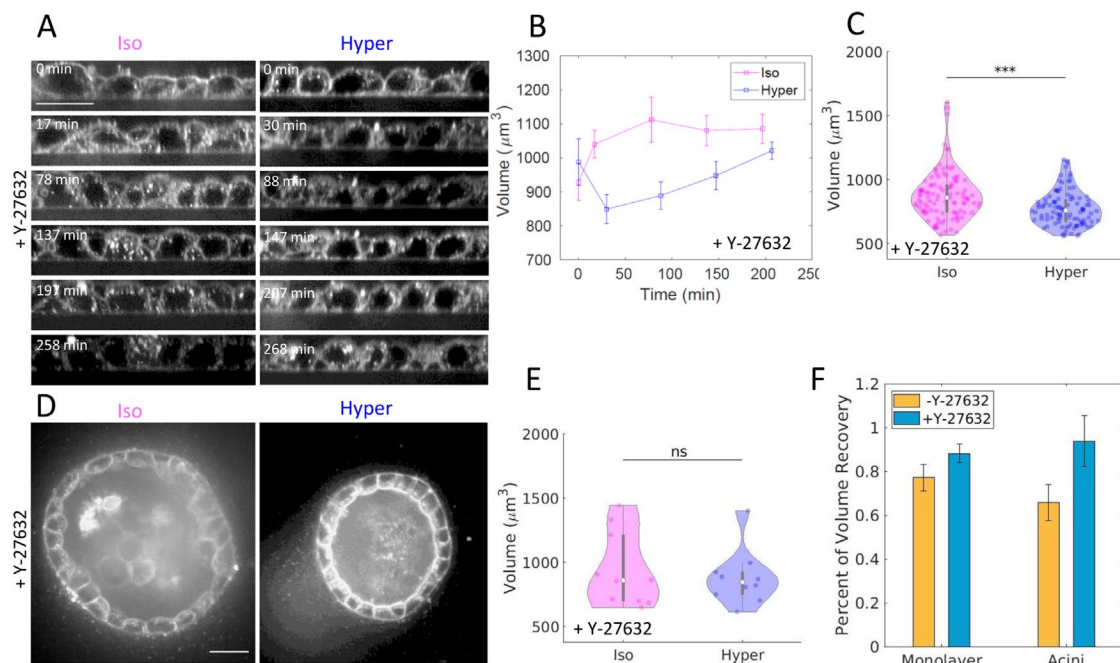 A
Iso
Hyper
0 min
0 min
17 min
30 min
78 min
88 min
137 min
147 min
197 min
207 min
258 min
268 min
+ Y-27632
B
1300
1200
1100
1000
900
800
700
Volume (μm³)
Iso
Hyper
+ Y-27632
0
50
100
150
200
25
Time (min)
C
2000
1500
1000
500
Volume (μm³)
***
+ Y-27632
Iso
Hyper
D
Iso
Hyper
+ Y-27632
E
2000
1500
1000
500
Volume (μm³)
ns
+ Y-27632
Iso
Hyper
F
1.2
1
0.8
0.6
0.4
0.2
0
Percent of Volume Recovery
-Y-27632
+Y-27632
Monolayer
Acini